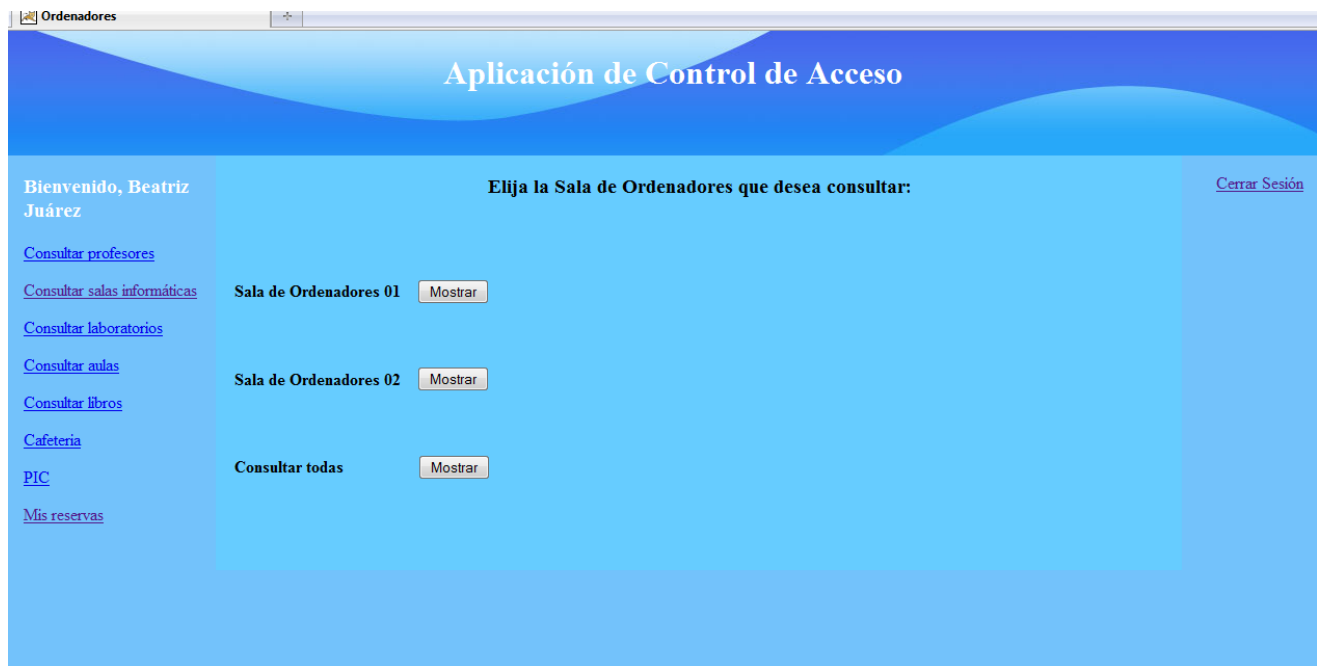 Ordenadores
Aplicación de Control de Acceso
Bienvenido, Beatriz
Juárez
Consultar profesores
Consultar salas informáticas
Consultar laboratorios
Consultar aulas
Consultar libros
Cafeteria
PIC
Mis reservas
Elija la Sala de Ordenadores que desea consultar:
Sala de Ordenadores 01 Mostrar
Sala de Ordenadores 02 Mostrar
Consultar todas Mostrar
Cerrar Sesión